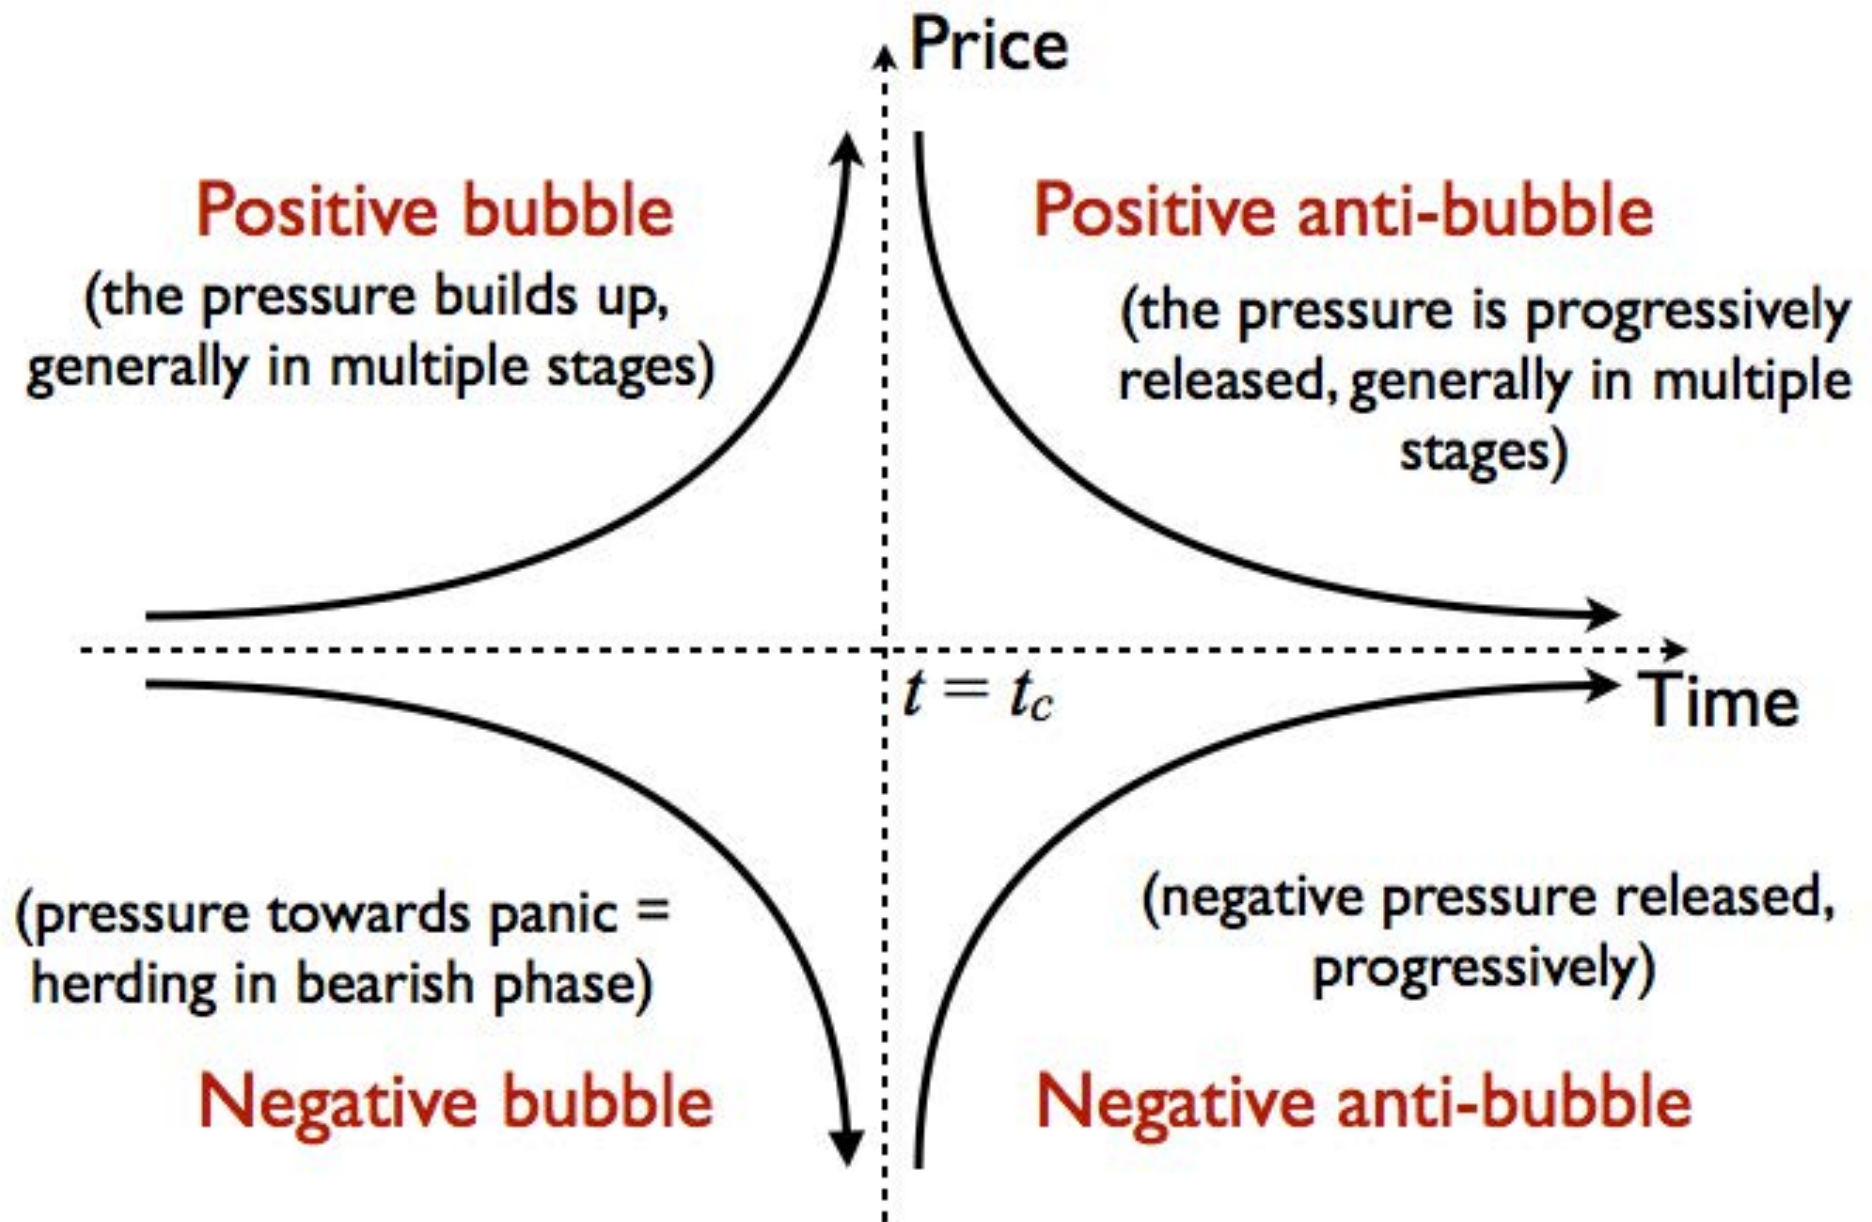 Price
Positive bubble
(the pressure builds up,
generally in multiple stages)
Positive anti-bubble
(the pressure is progressively
released, generally in multiple
stages)
t = tc
Time
(pressure towards panic =
herding in bearish phase)
Negative bubble
(negative pressure released,
progressively)
Negative anti-bubble